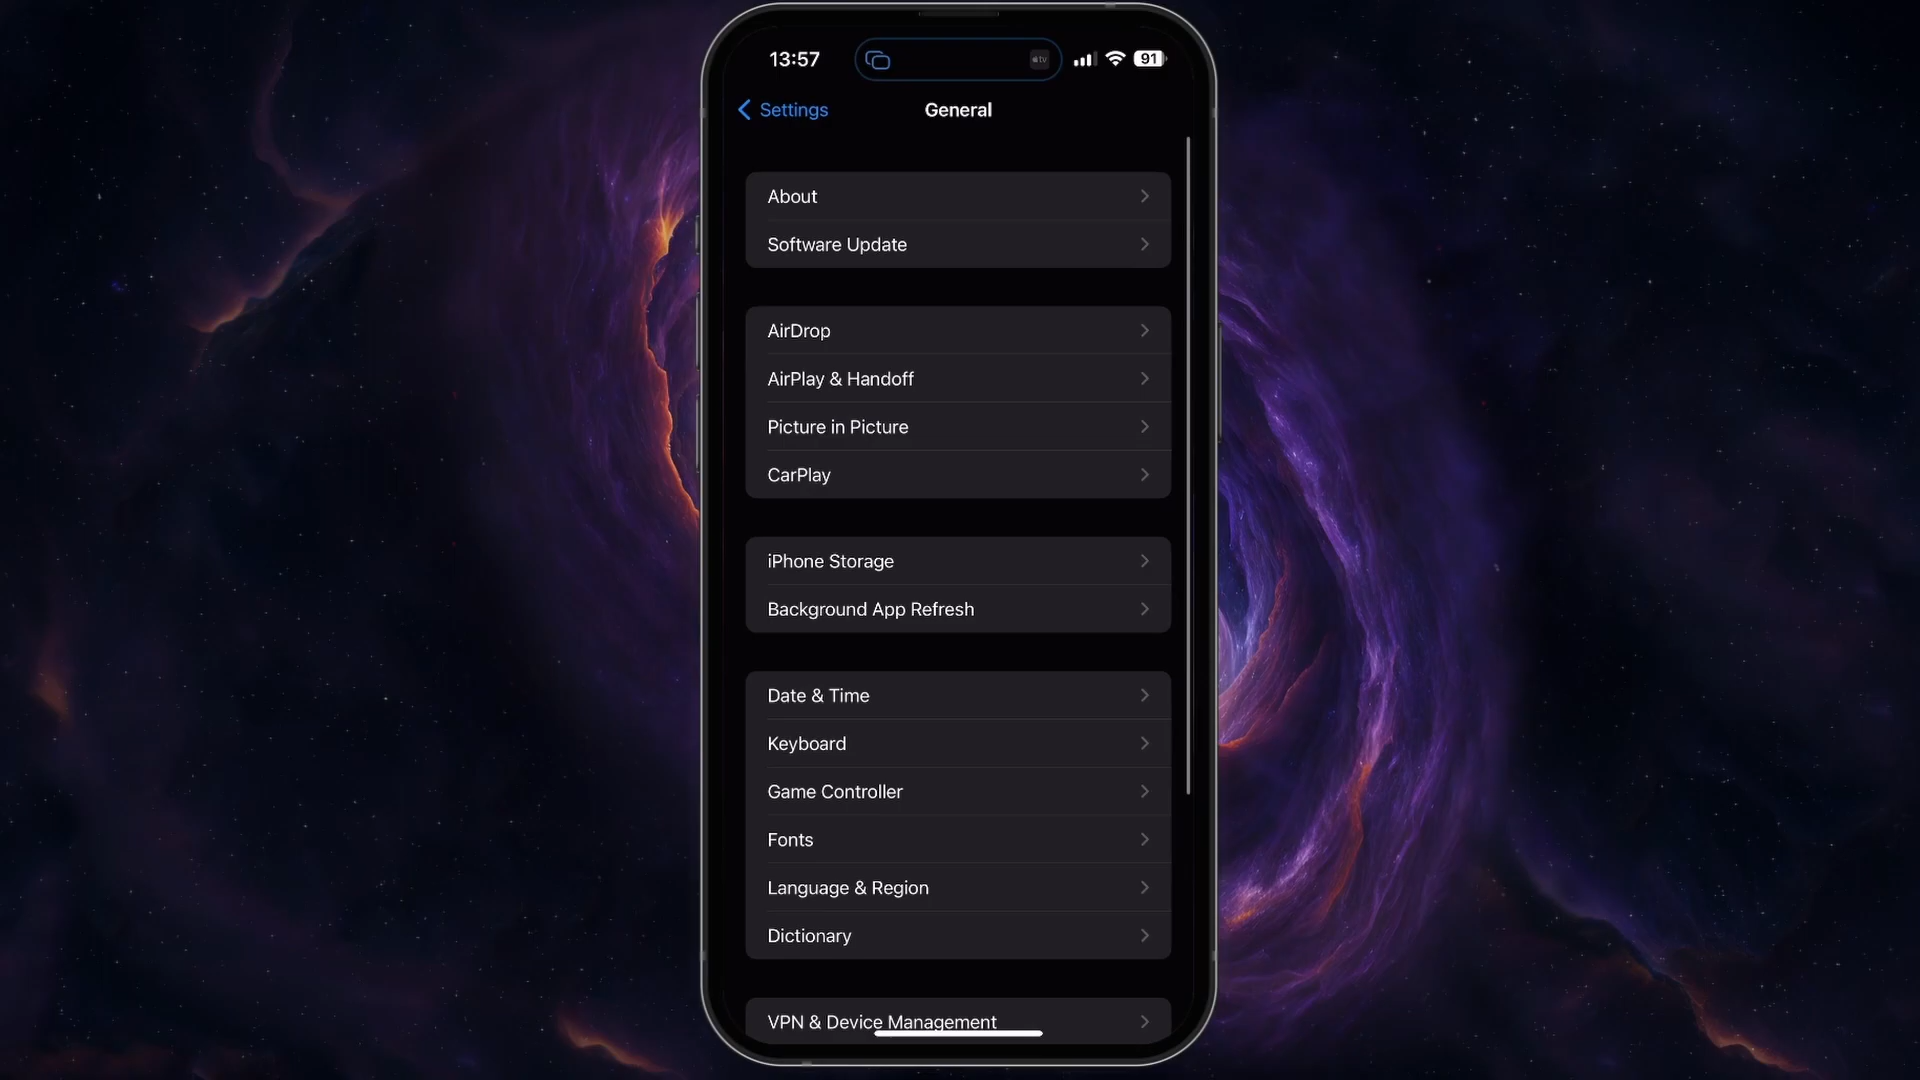 13:57
tv
91
Settings
General
About
Software Update
AirDrop
AirPlay & Handoff
Picture in Picture
CarPlay
iPhone Storage
Background App Refresh
Date & Time
Keyboard
Game Controller
Fonts
Language & Region
Dictionary
VPN & Device Management